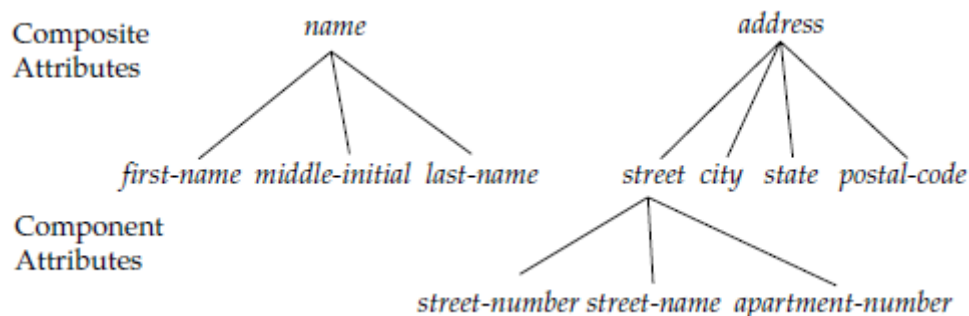 Composite name address
Attributes
first-name middle-initial last-name street city state postal-code
Component
Attributes
street-number street-name apartment-number